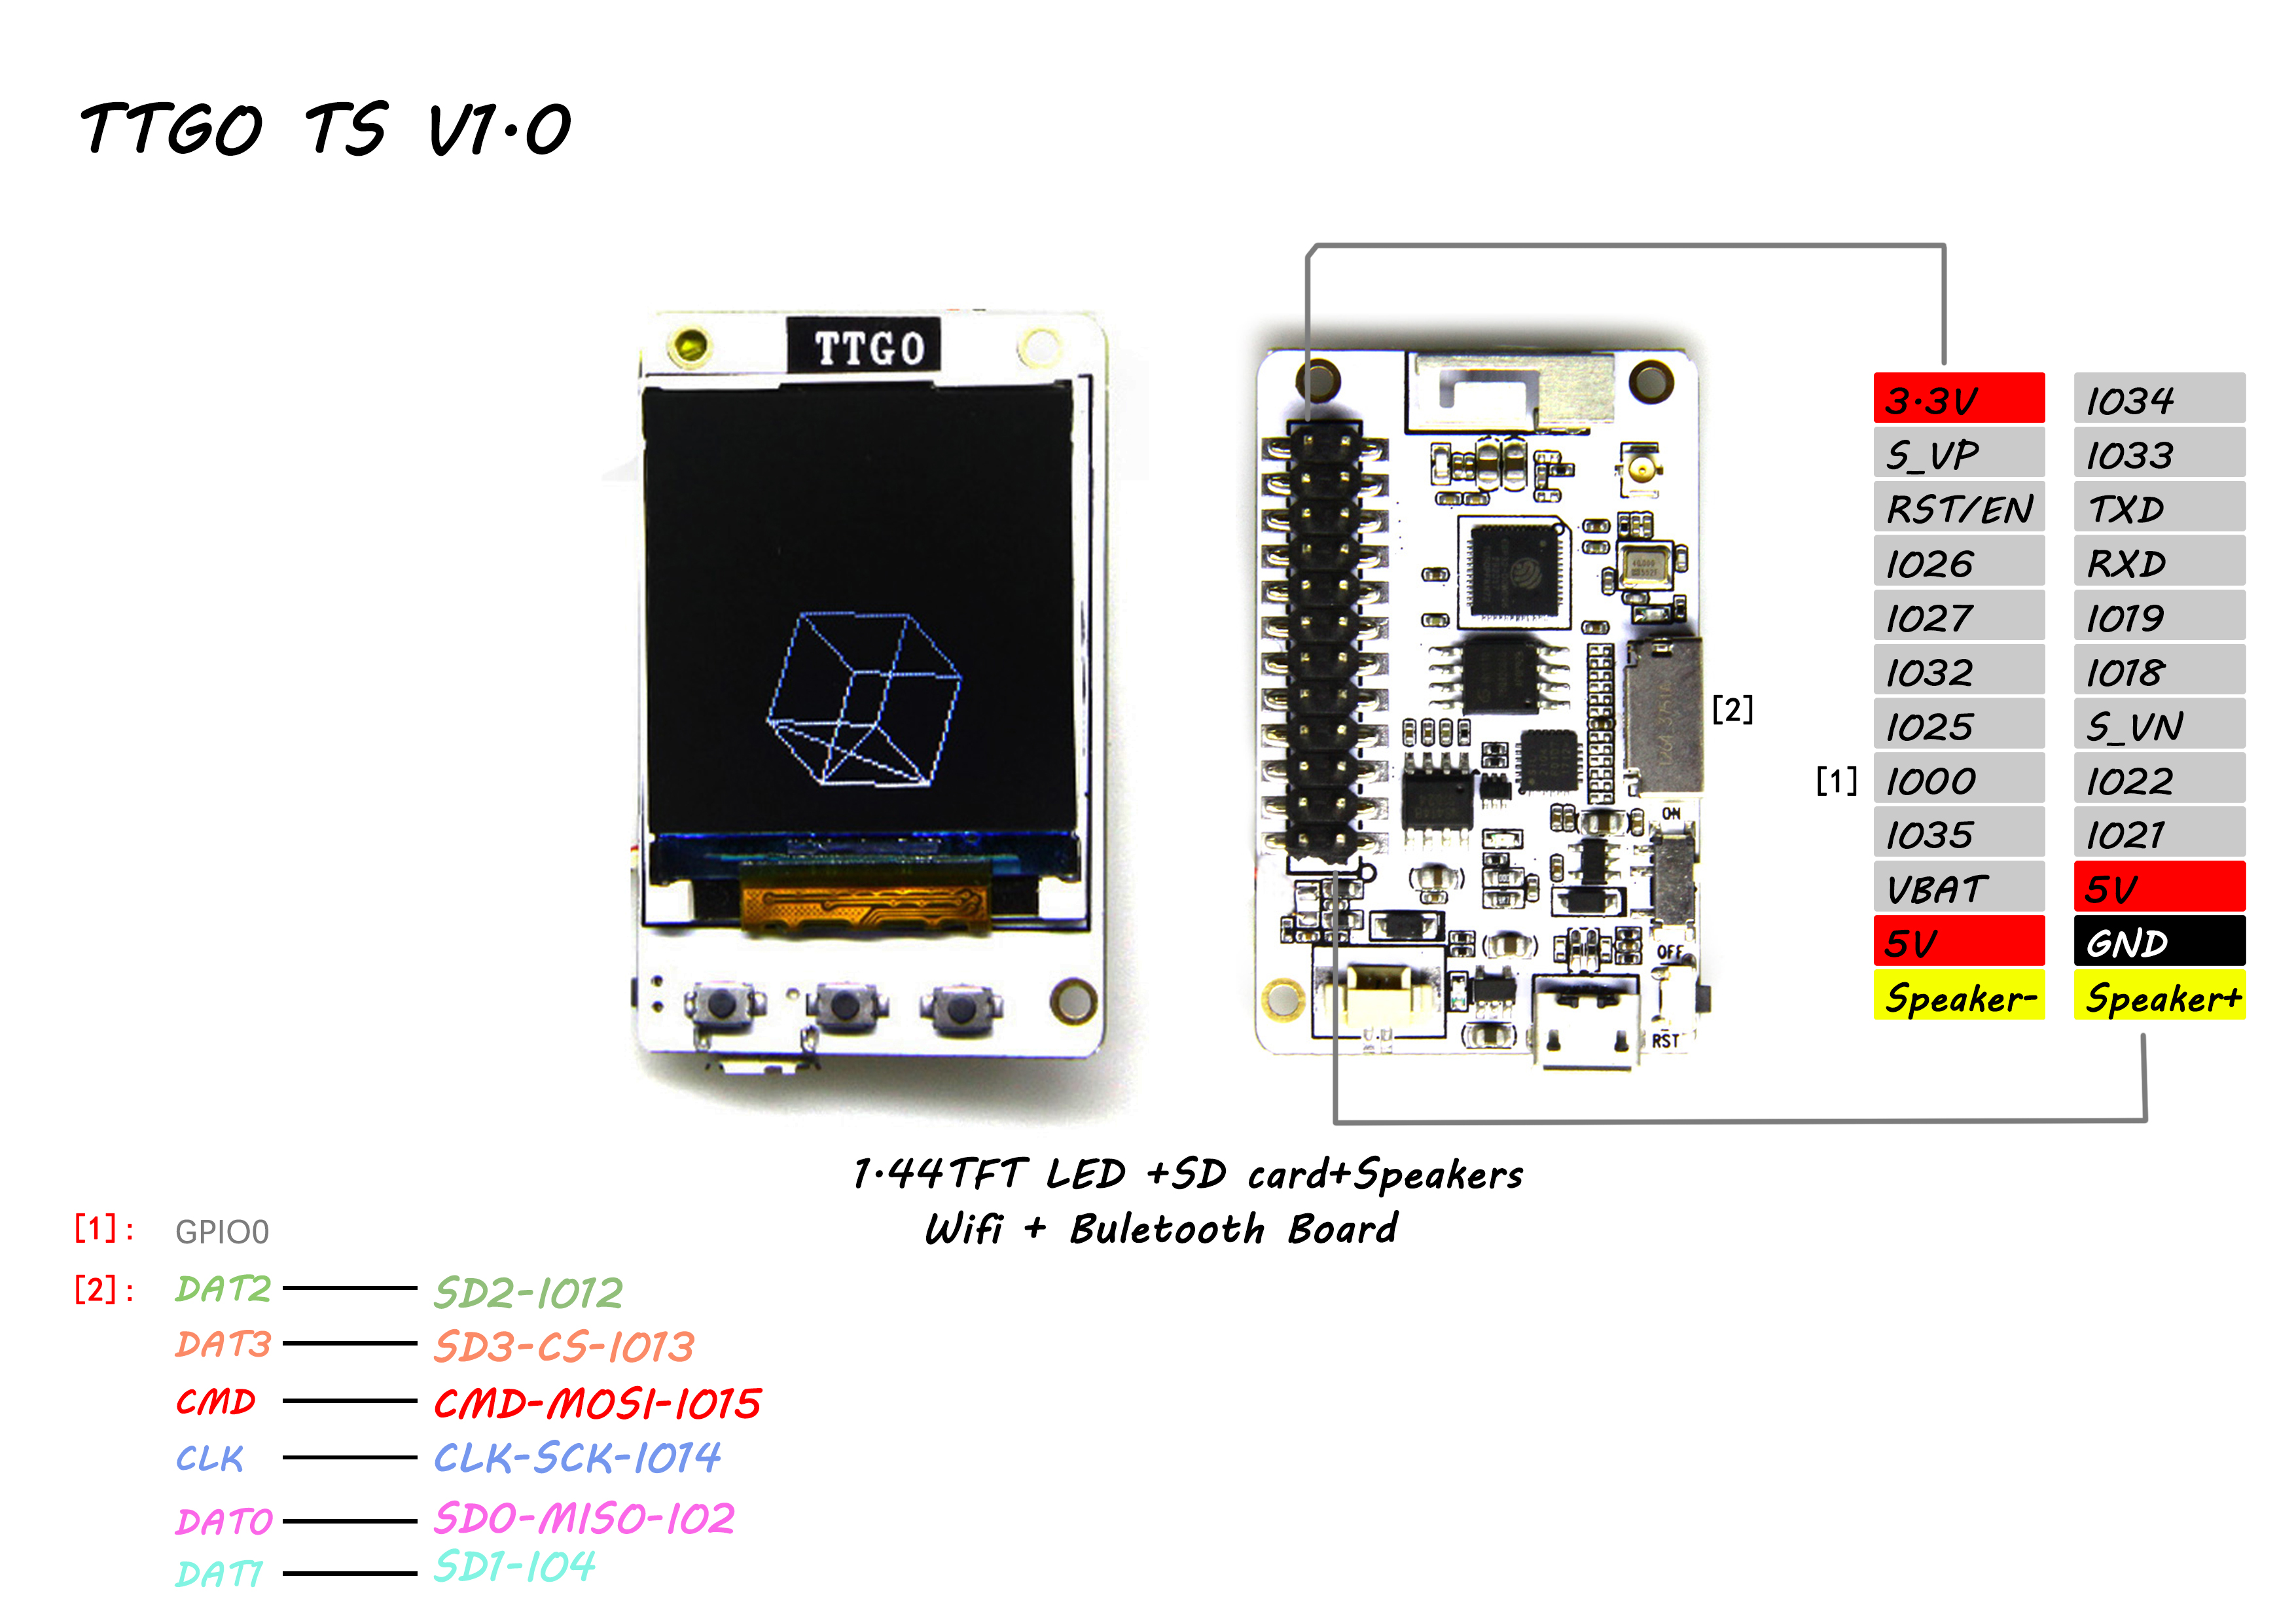 TTGO TS V1.0
TTGO
3.3V IO34
S_VP IO33
RST/EN TXD
IO26 RXD
IO27 IO19
IO32 IO18
[2]
IO25 S_VN
[1] IO00 IO22
ON
IO35 IO21
VBAT 5V
5V GND
OFF
Speaker- Speaker+
RST
1.44TFT LED +SD card+Speakers
Wifi + Buletooth Board
[1]: GPIO0
[2]: DAT2 SD2-IO12
DAT3 SD3-CS-IO13
CMD CMD-MOSI-IO15
CLK CLK-SCK-IO14
DAT0 SD0-MISO-IO2
DAT1 SD1-IO4